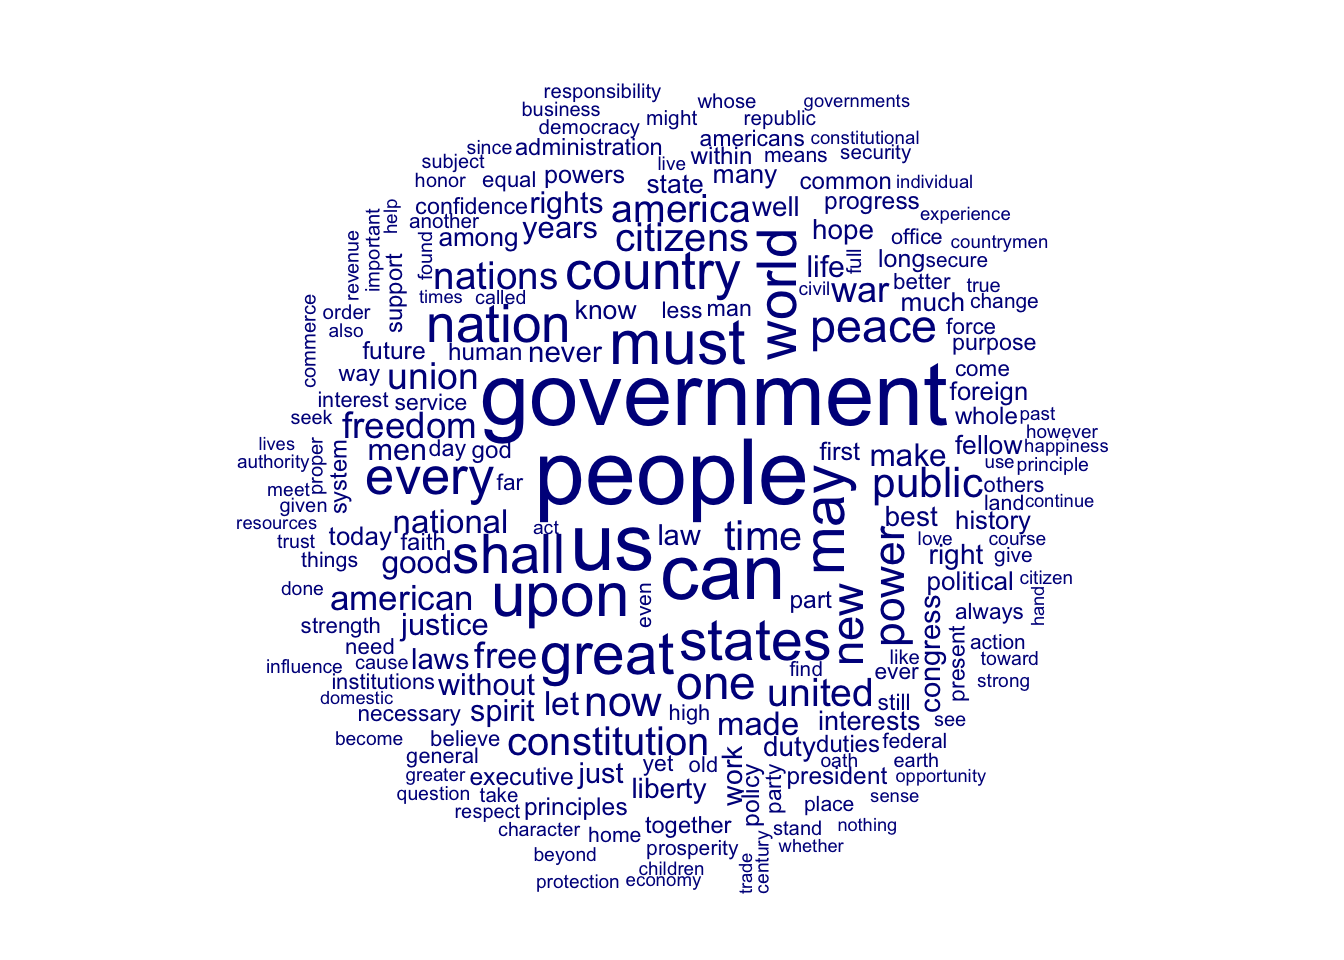 responsibility
business whose governments
democracy might republic
since administration americans constitutional
subject live within means security
honor equal powers state many common individual
confidence rights america well progress experience
another years citizens hope office countrymen
among help important revenue found support
nations country world life full long secure
times called civil war better true
order nation know less man peace much change
also must force
commerce future human never purpose
way union government come
interest service foreign
seek freedom whole past
lives men day god people first make fellow however happiness
authority proper system every far may public use principle
meet others
given land continue
resources national act us law time best history
trust today faith shall can power love course
things good right give
done american upon even part new political citizen
strength justice congress always hand
need great states present action
influence cause laws free find like toward
institutions without one united ever strong
domestic spirit let now high still
necessary made interests see
become believe constitution duty duties federal
general yet old work oath earth
greater executive just policy party president opportunity
question take liberty sense
respect principles place
character home together stand nothing
beyond prosperity whether
children trade century
protection economy